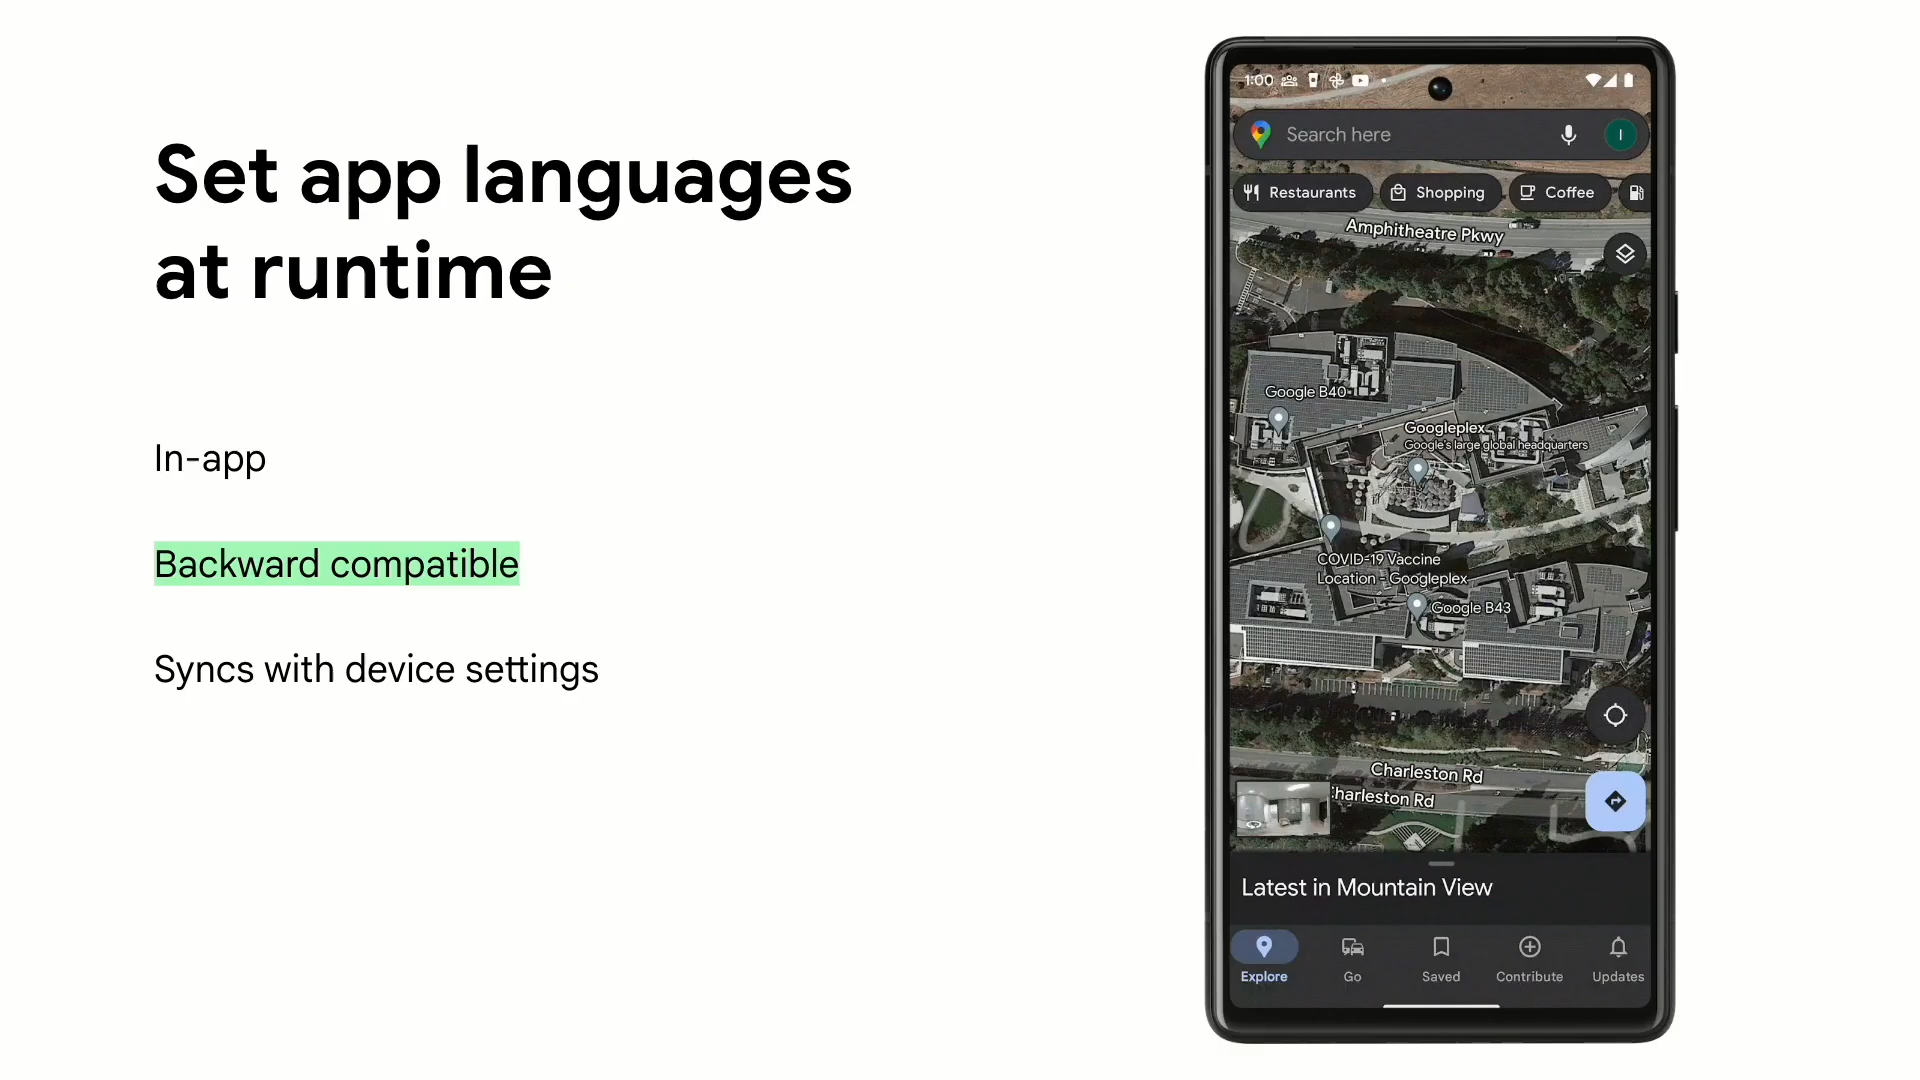 Set app languages
at runtime
In-app
Backward compatible
Syncs with device settings
1:00
Search here
I
Restaurants
Shopping
Coffee
Amphitheatre Pkwy
Google B40
Googleplex
Google's large global headquarters
COVID-19 Vaccine
Location - Googleplex
Google B43
Charleston Rd
Charleston Rd
Latest in Mountain View
Explore
Go
Saved
Contribute
Updates